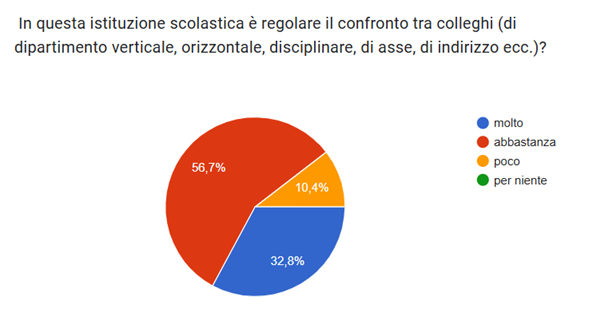 In questa istituzione scolastica è regolare il confronto tra colleghi (di
dipartimento verticale, orizzontale, disciplinare, di asse, di indirizzo ecc.)?
molto
abbastanza
poco
per niente
56,7%
10,4%
32,8%